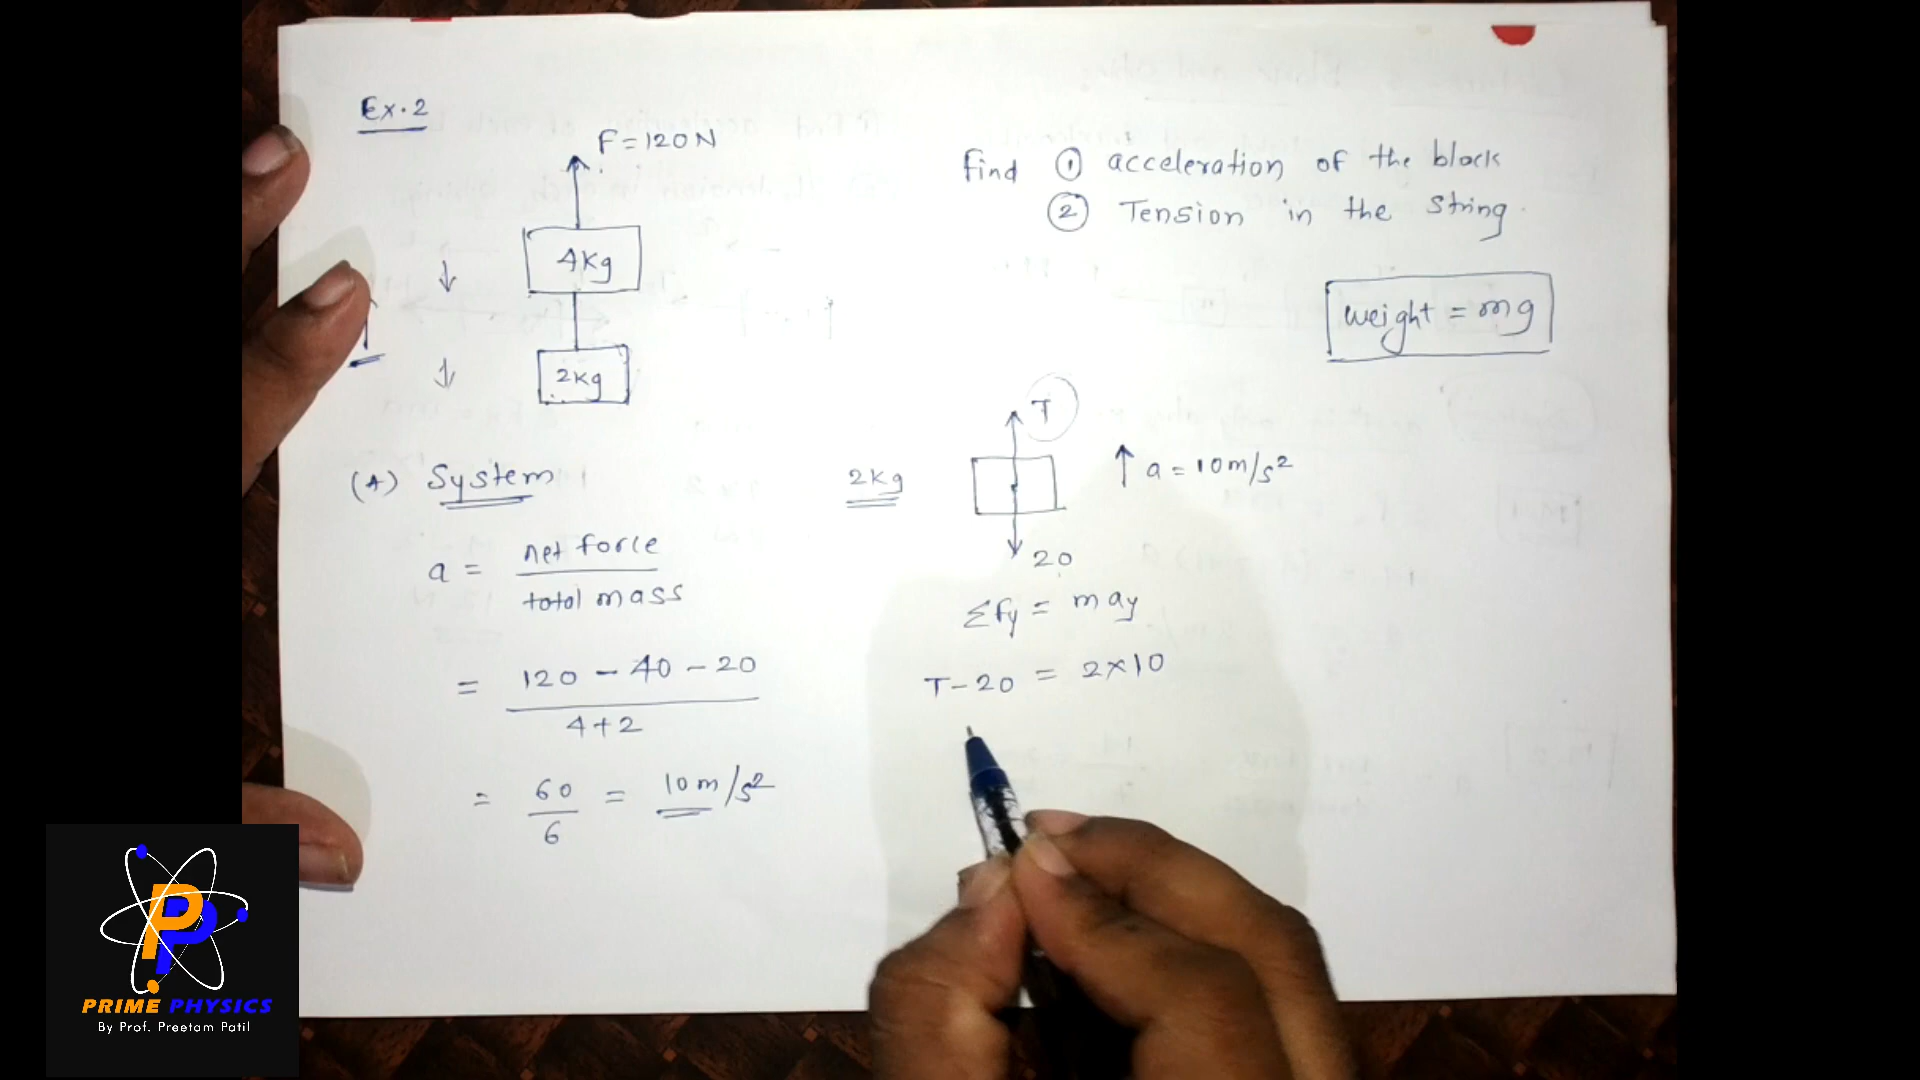 Ex.2
F=120N
4kg
2kg
find ① acceleration of the block
② Tension in the string
weight = mg
(A) System
a = net force / total mass
= 120 - 40 - 20 / 4+2
= 60 / 6 = 10 m/s²
2kg
T
↑ a = 10m/s²
20
Σfy = may
T-20 = 2×10
PRIME PHYSICS
By Prof. Preetam Patil